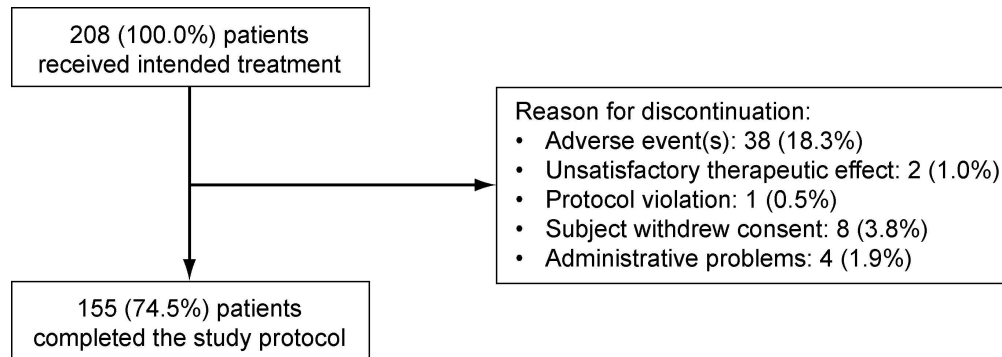 208 (100.0%) patients
received intended treatment
Reason for discontinuation:
• Adverse event(s): 38 (18.3%)
• Unsatisfactory therapeutic effect: 2 (1.0%)
• Protocol violation: 1 (0.5%)
• Subject withdrew consent: 8 (3.8%)
• Administrative problems: 4 (1.9%)
155 (74.5%) patients
completed the study protocol